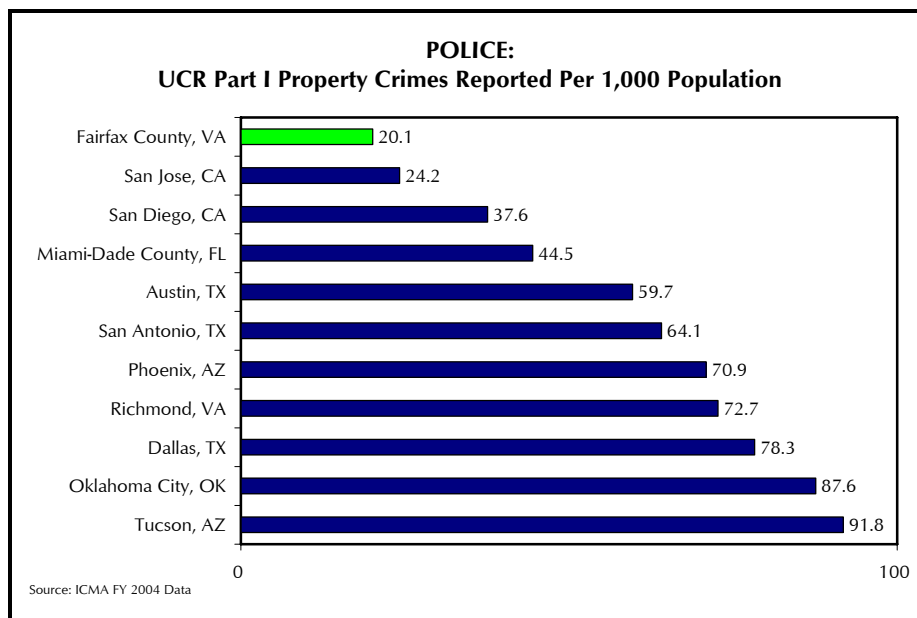 POLICE:
UCR Part I Property Crimes Reported Per 1,000 Population
Fairfax County, VA 20.1
San Jose, CA 24.2
San Diego, CA 37.6
Miami-Dade County, FL 44.5
Austin, TX 59.7
San Antonio, TX 64.1
Phoenix, AZ 70.9
Richmond, VA 72.7
Dallas, TX 78.3
Oklahoma City, OK 87.6
Tucson, AZ 91.8
0 100
Source: ICMA FY 2004 Data